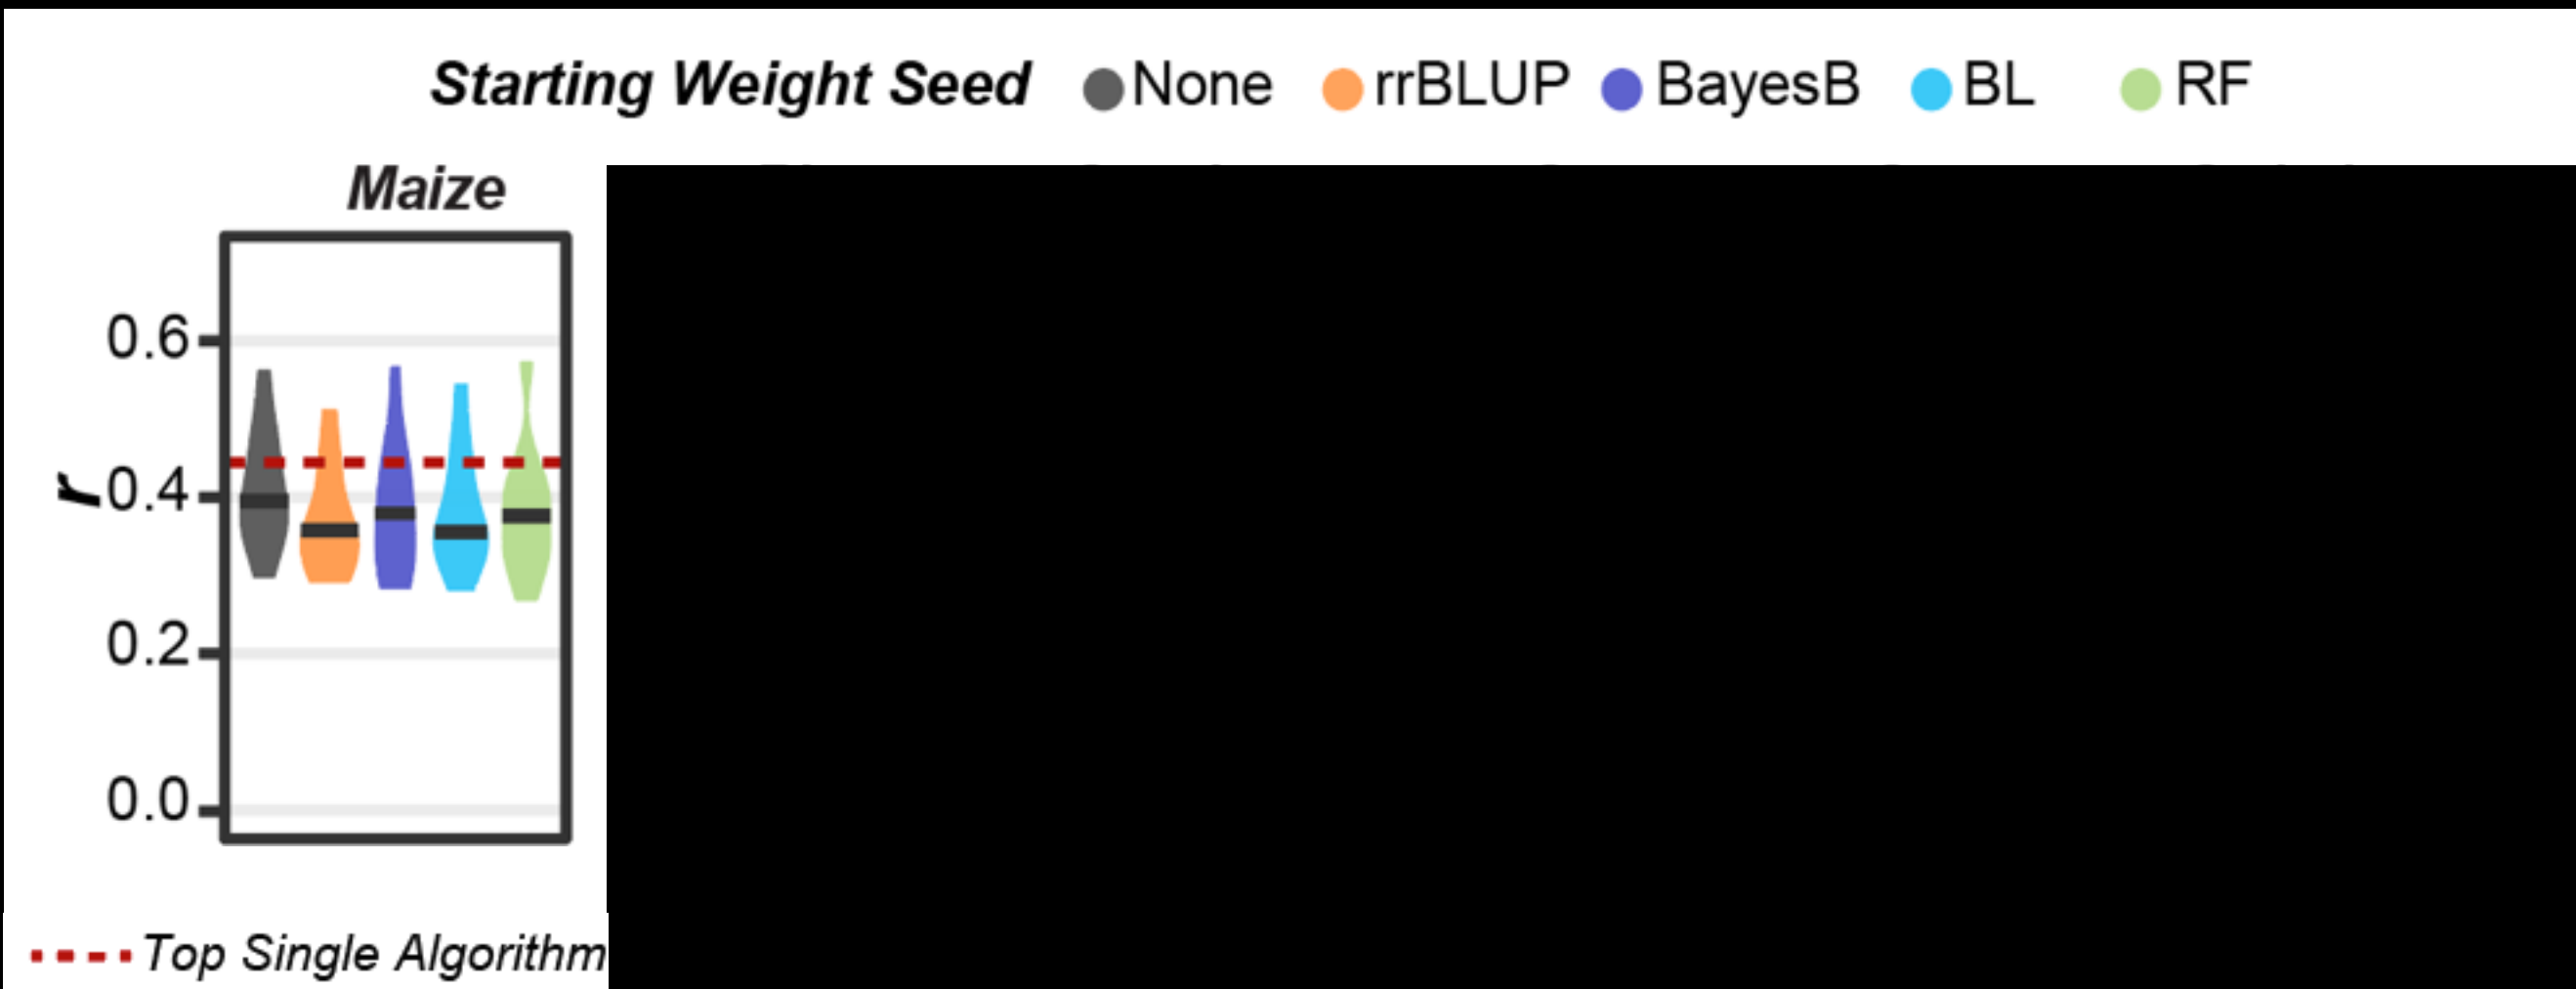 Starting Weight Seed None rrBLUP BayesB BL RF
Maize
0.6
r
0.4
0.2
0.0
Top Single Algorithm